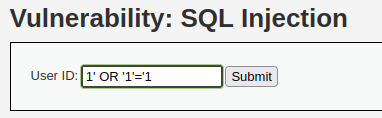 Vulnerability: SQL Injection
User ID: 1' OR '1'='1 Submit